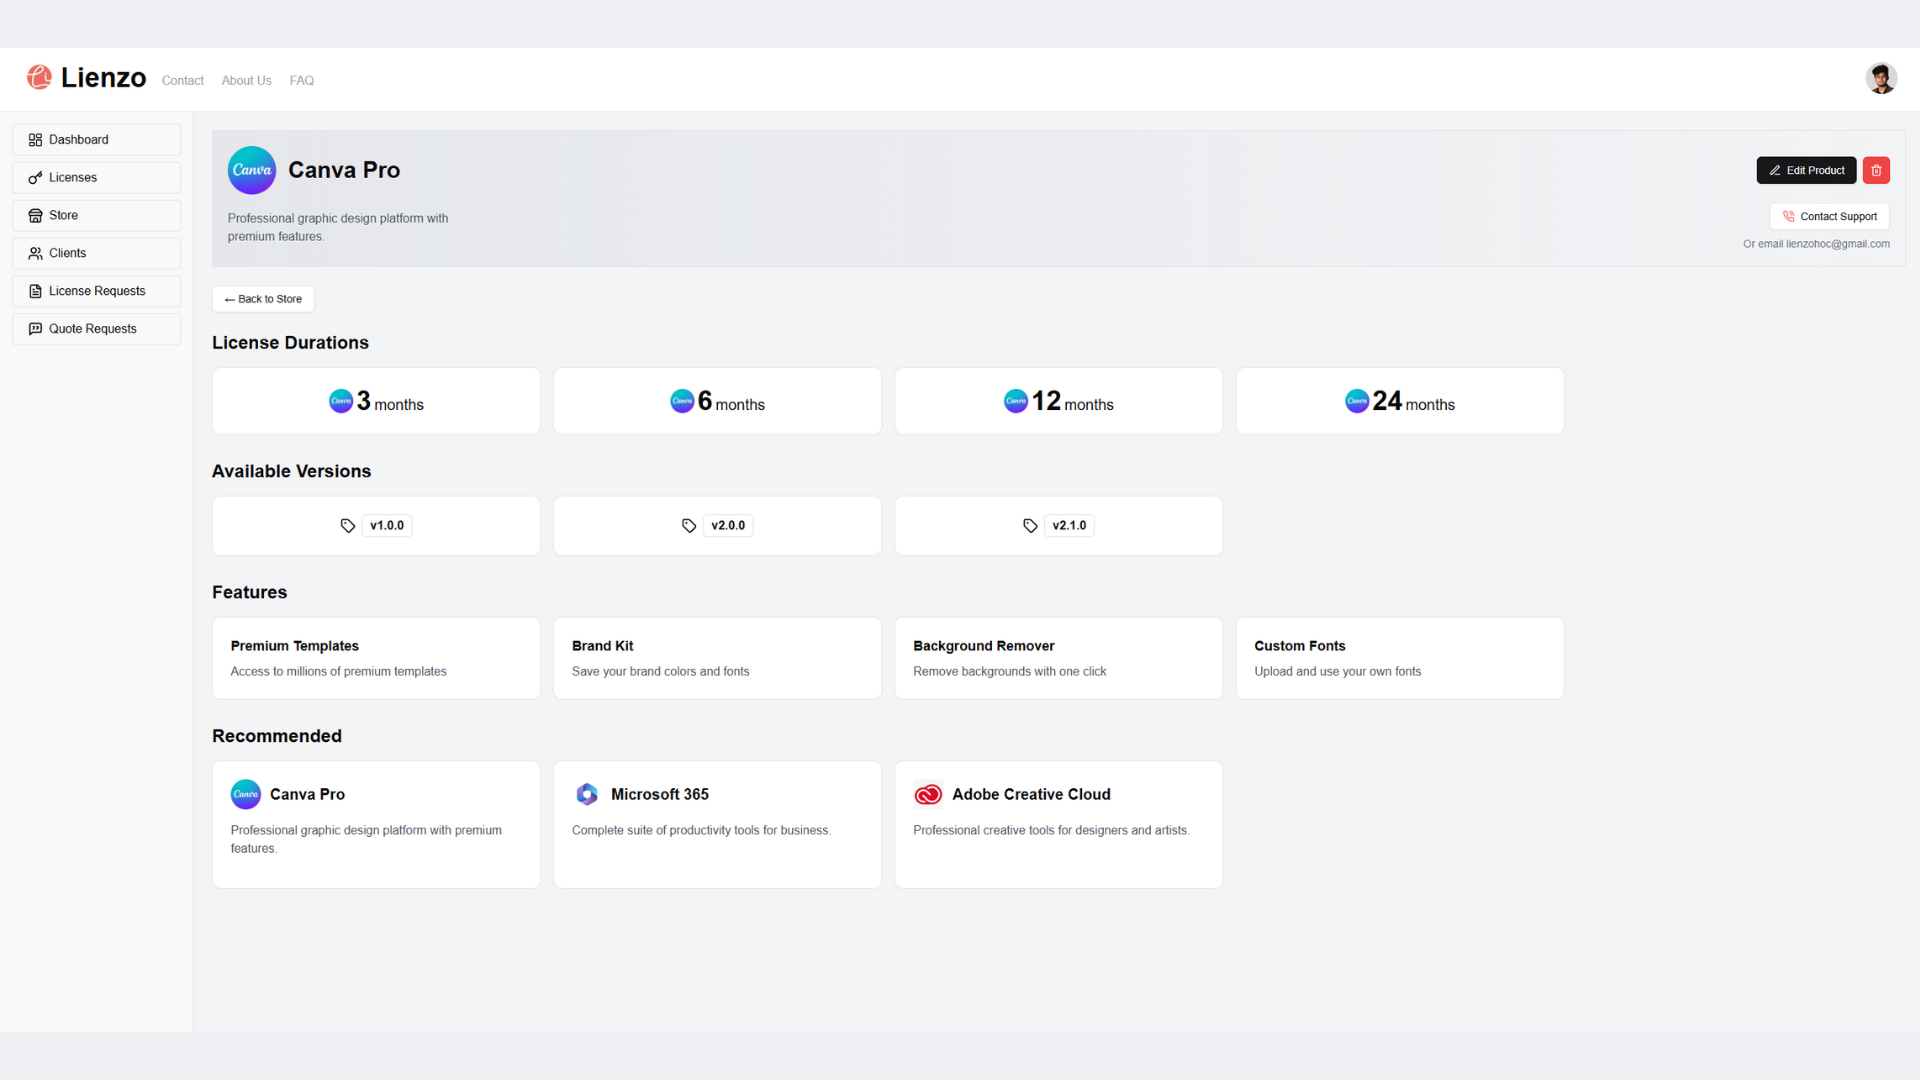 Lienzo
Contact
About Us
FAQ
Dashboard
Licenses
Store
Clients
License Requests
Quote Requests
Canva
Canva Pro
Professional graphic design platform with
premium features.
Edit Product
Contact Support
Or email lienzohoc@gmail.com
← Back to Store
License Durations
Canva 3 months
Canva 6 months
Canva 12 months
Canva 24 months
Available Versions
v1.0.0
v2.0.0
v2.1.0
Features
Premium Templates
Access to millions of premium templates
Brand Kit
Save your brand colors and fonts
Background Remover
Remove backgrounds with one click
Custom Fonts
Upload and use your own fonts
Recommended
Canva
Canva Pro
Professional graphic design platform with premium
features.
Microsoft 365
Complete suite of productivity tools for business.
Adobe Creative Cloud
Professional creative tools for designers and artists.